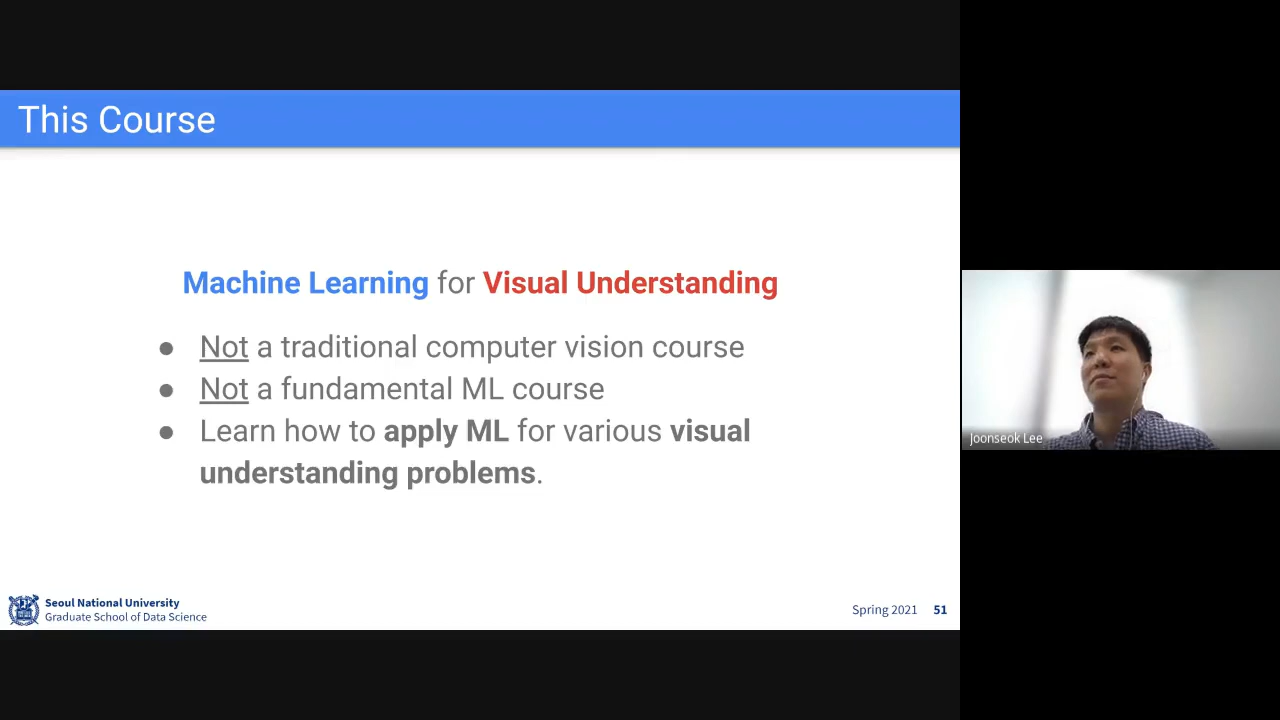 This Course
Machine Learning for Visual Understanding
● Not a traditional computer vision course
● Not a fundamental ML course
● Learn how to apply ML for various visual
understanding problems.
Seoul National University
Graduate School of Data Science
Spring 2021 51
Joonseok Lee